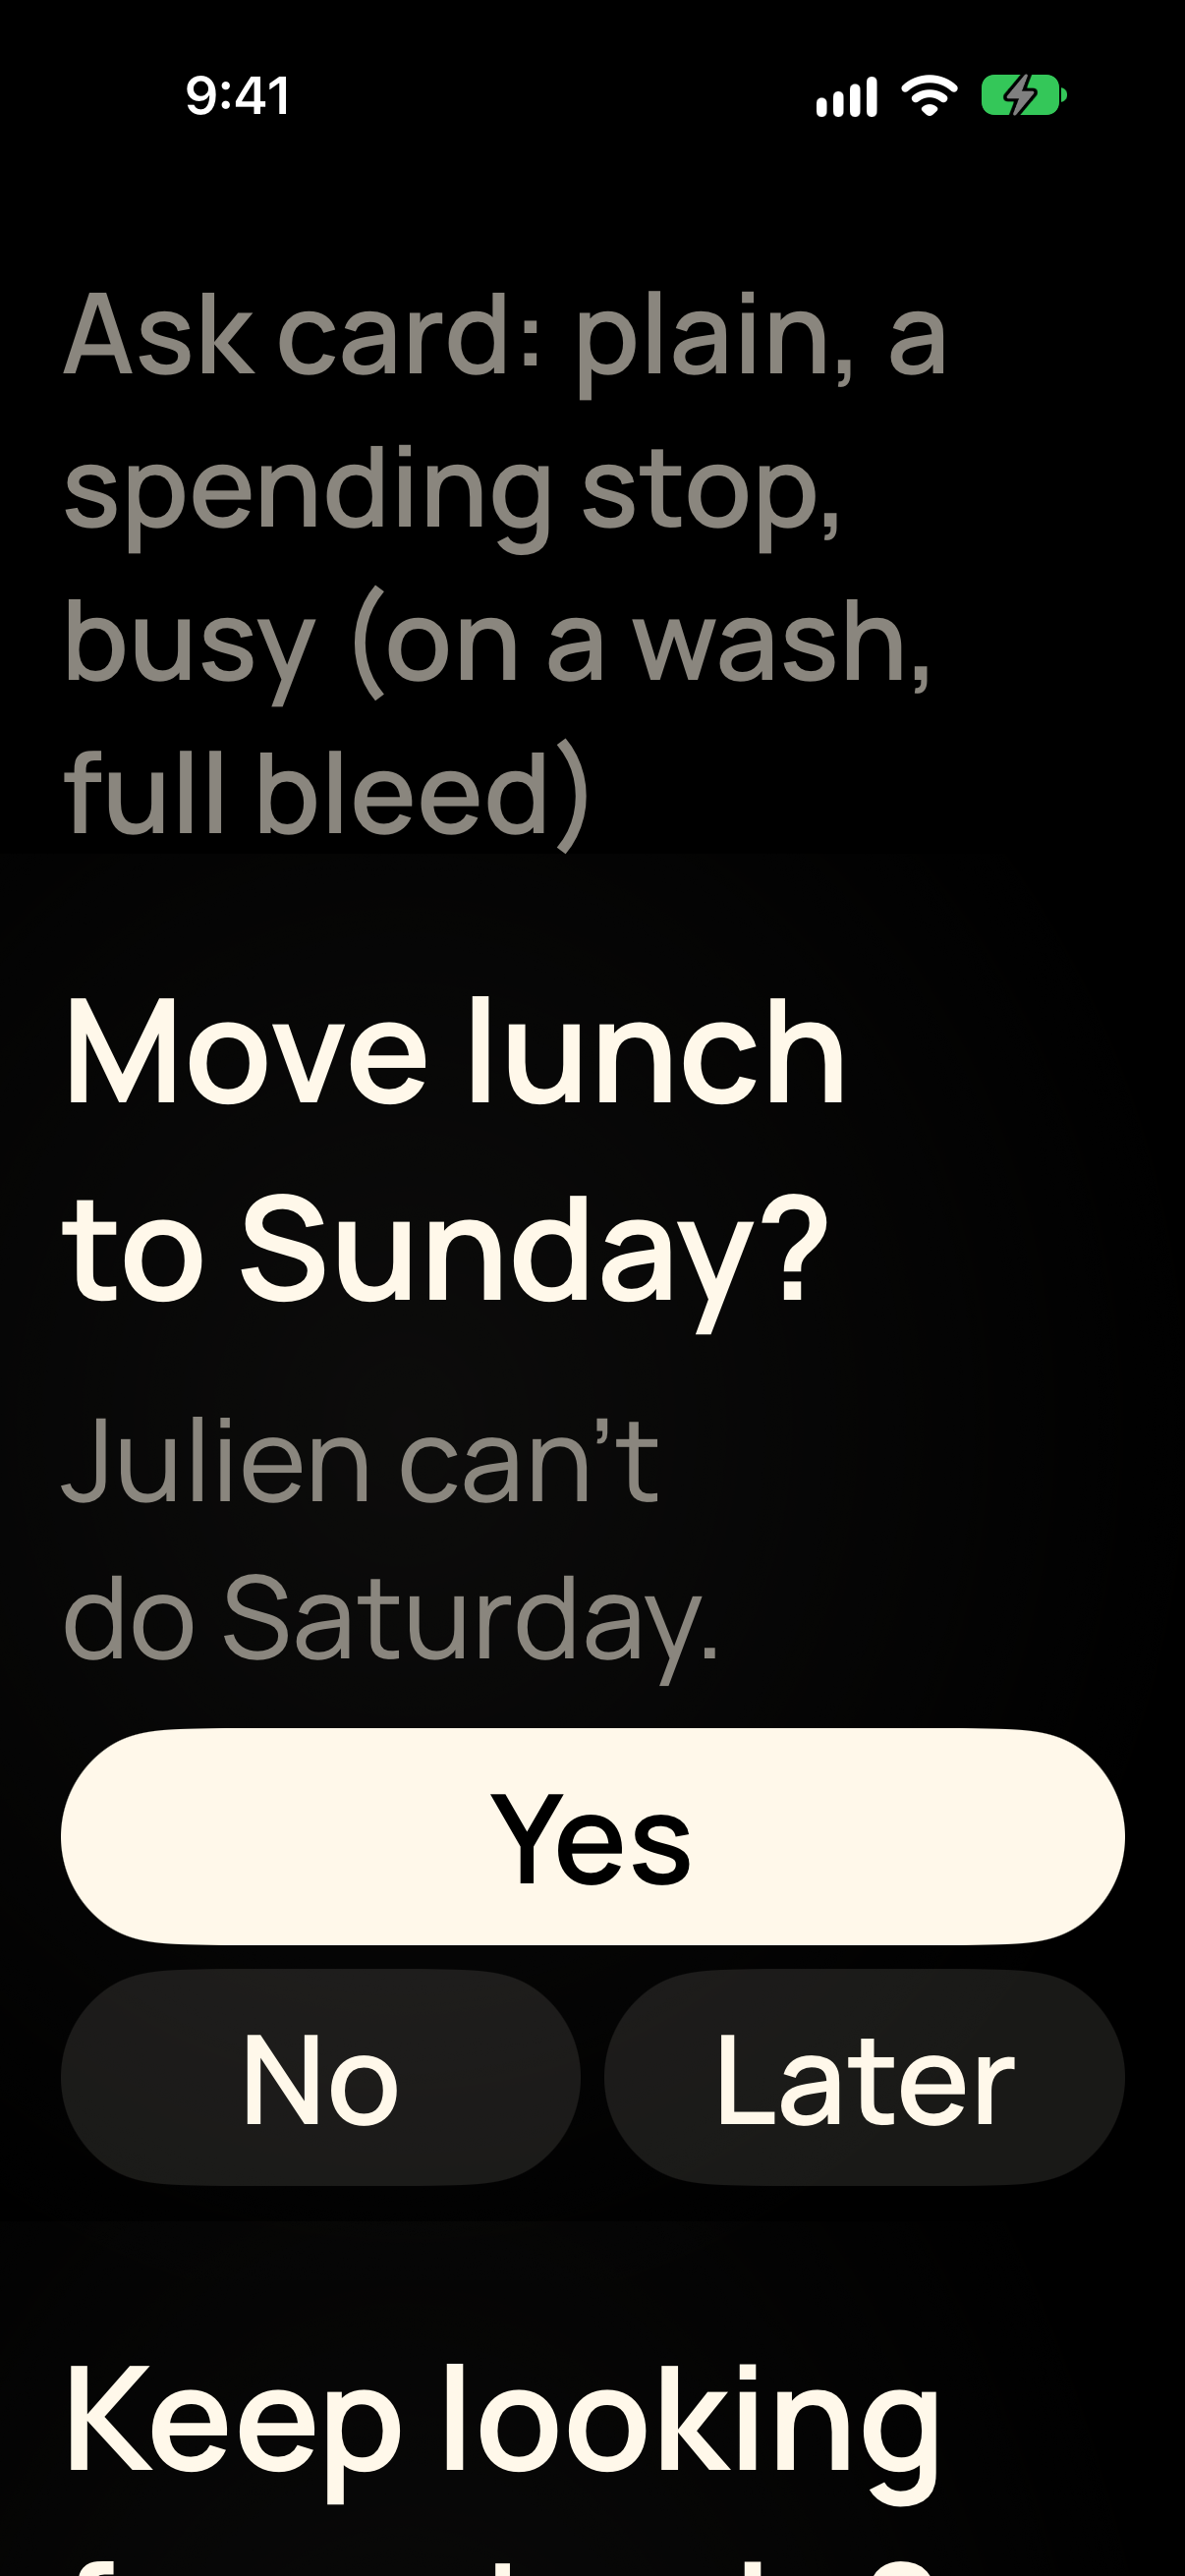 9:41
Ask card: plain, a
spending stop,
busy (on a wash,
full bleed)
Move lunch
to Sunday?
Julien can’t
do Saturday.
Yes
No
Later
Keep looking